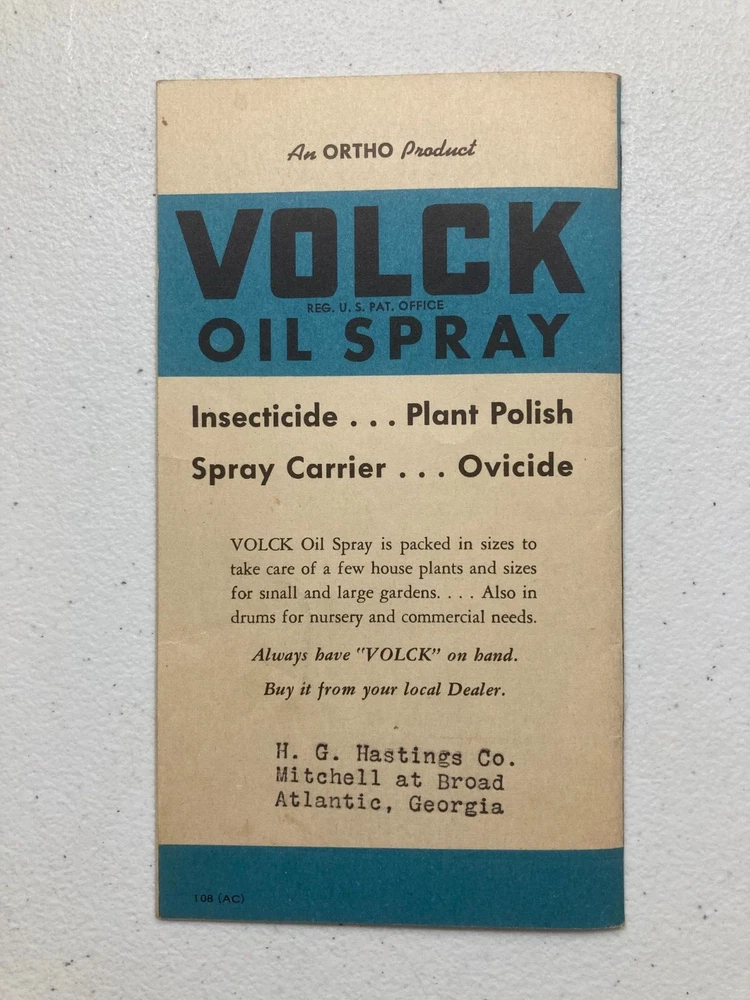 An ORTHO Product
VOLCK
REG. U. S. PAT. OFFICE
OIL SPRAY
Insecticide . . . Plant Polish
Spray Carrier . . . Ovicide
VOLCK Oil Spray is packed in sizes to
take care of a few house plants and sizes
for small and large gardens. . . . Also in
drums for nursery and commercial needs.
Always have "VOLCK" on hand.
Buy it from your local Dealer.
H. G. Hastings Co.
Mitchell at Broad
Atlantic, Georgia
108 (AC)